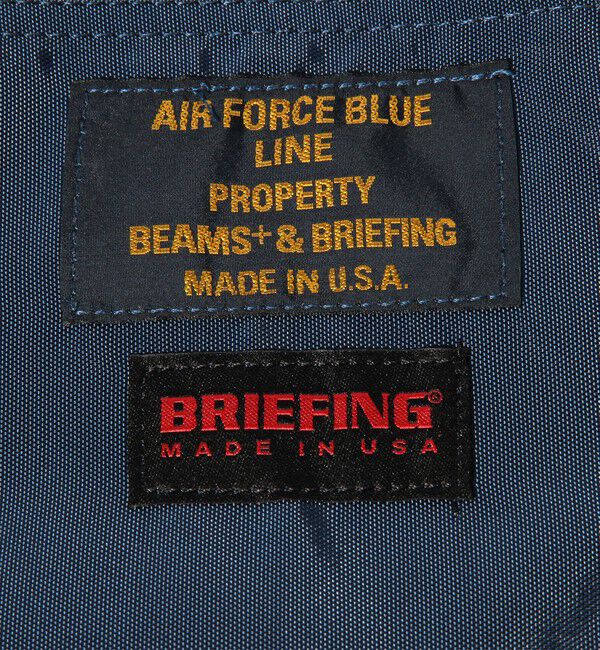 AIR FORCE BLUE
LINE
PROPERTY
BEAMS+ & BRIEFING
MADE IN U.S.A.
BRIEFING®
MADE IN USA